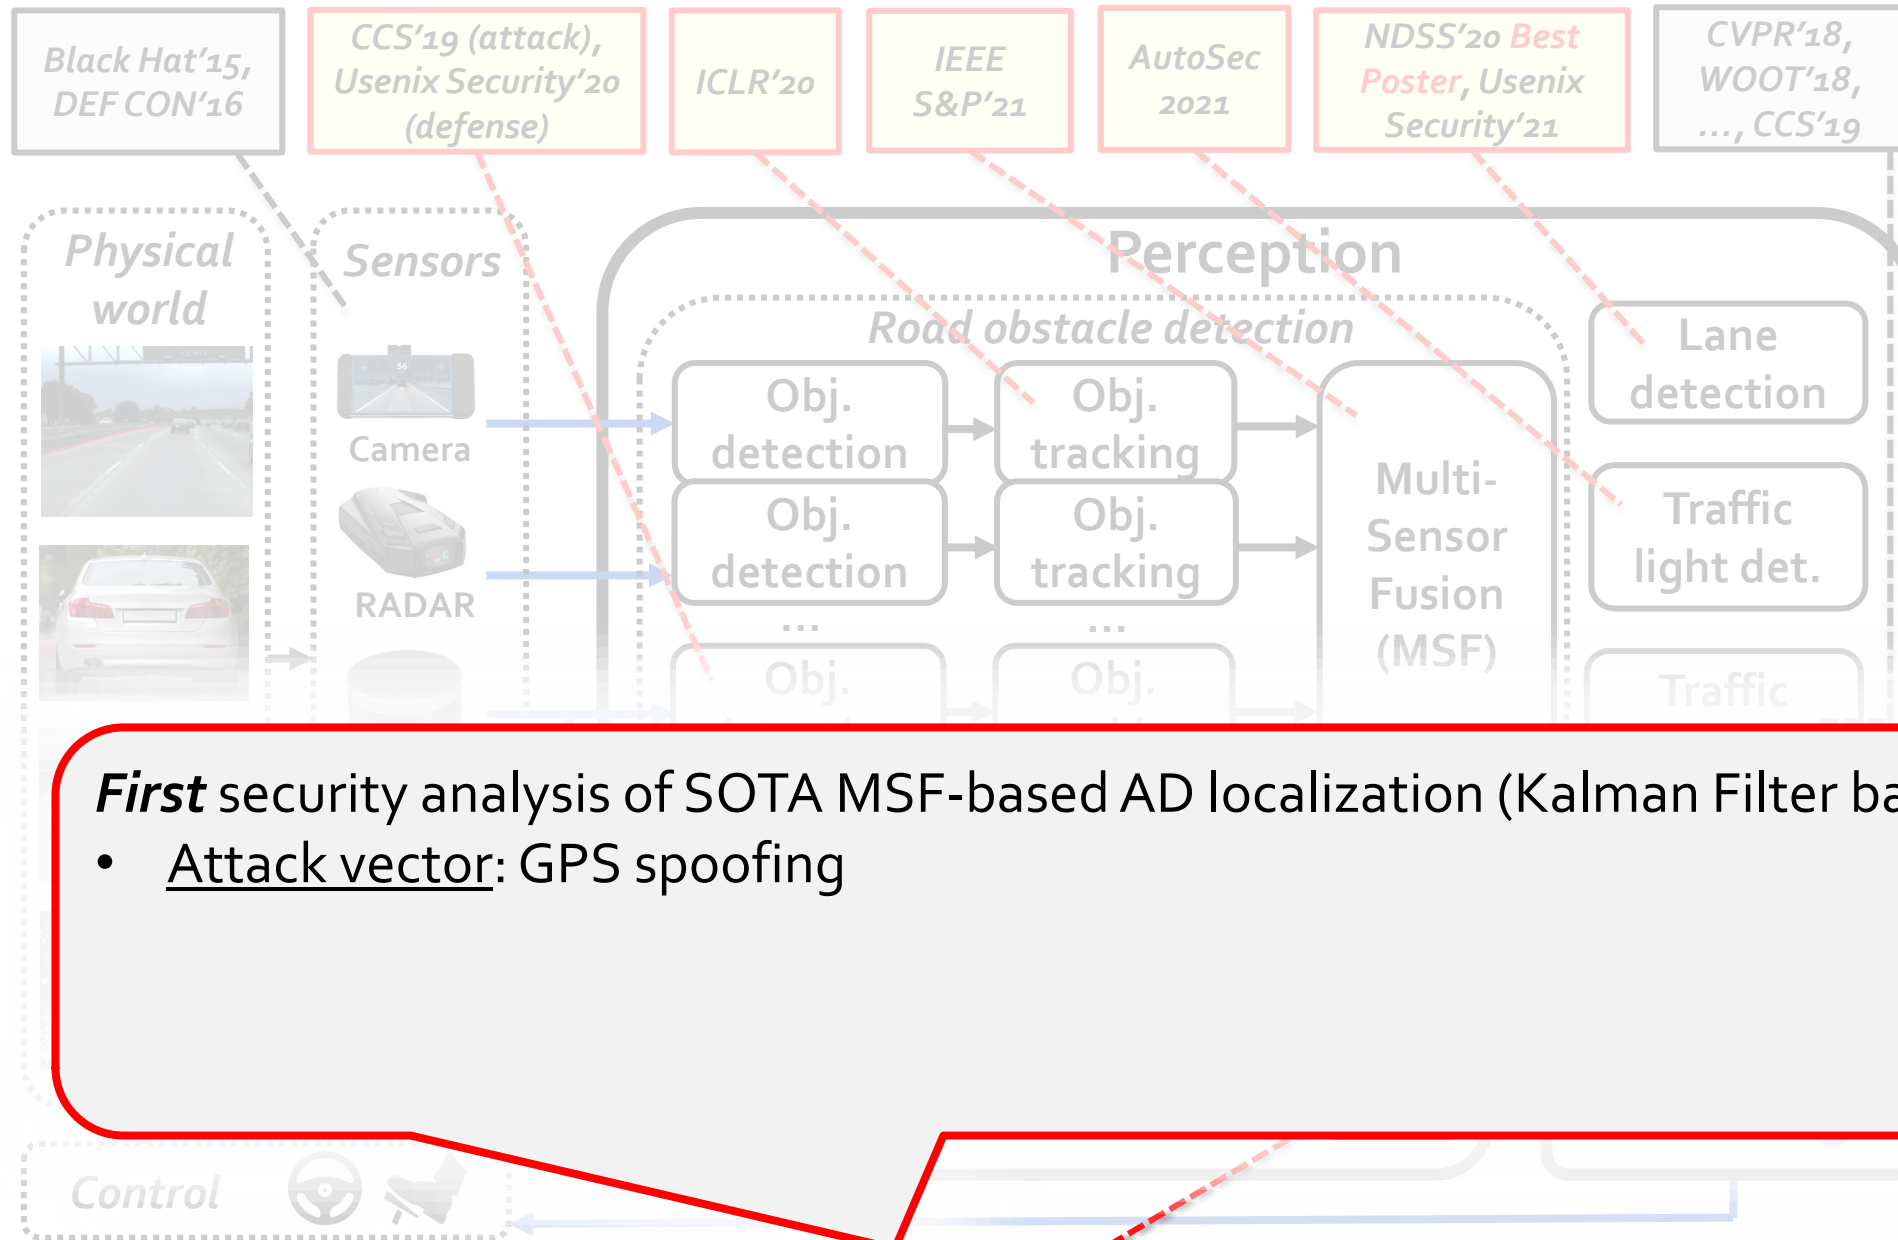 Black Hat'15,
DEF CON'16
CCS'19 (attack),
Usenix Security'20
(defense)
ICLR'20
IEEE
S&P'21
AutoSec
2021
NDSS'20 Best
Poster, Usenix
Security'21
CVPR'18,
WOOT'18,
..., CCS'19
Physical
world
Sensors
Camera
RADAR
Perception
Road obstacle detection
Obj.
detection
Obj.
tracking
Obj.
detection
Obj.
tracking
...
...
Obj.
Obj.
Multi-
Sensor
Fusion
(MSF)
Lane
detection
Traffic
light det.
Traffic
First security analysis of SOTA MSF-based AD localization (Kalman Filter ba
• Attack vector: GPS spoofing
Control